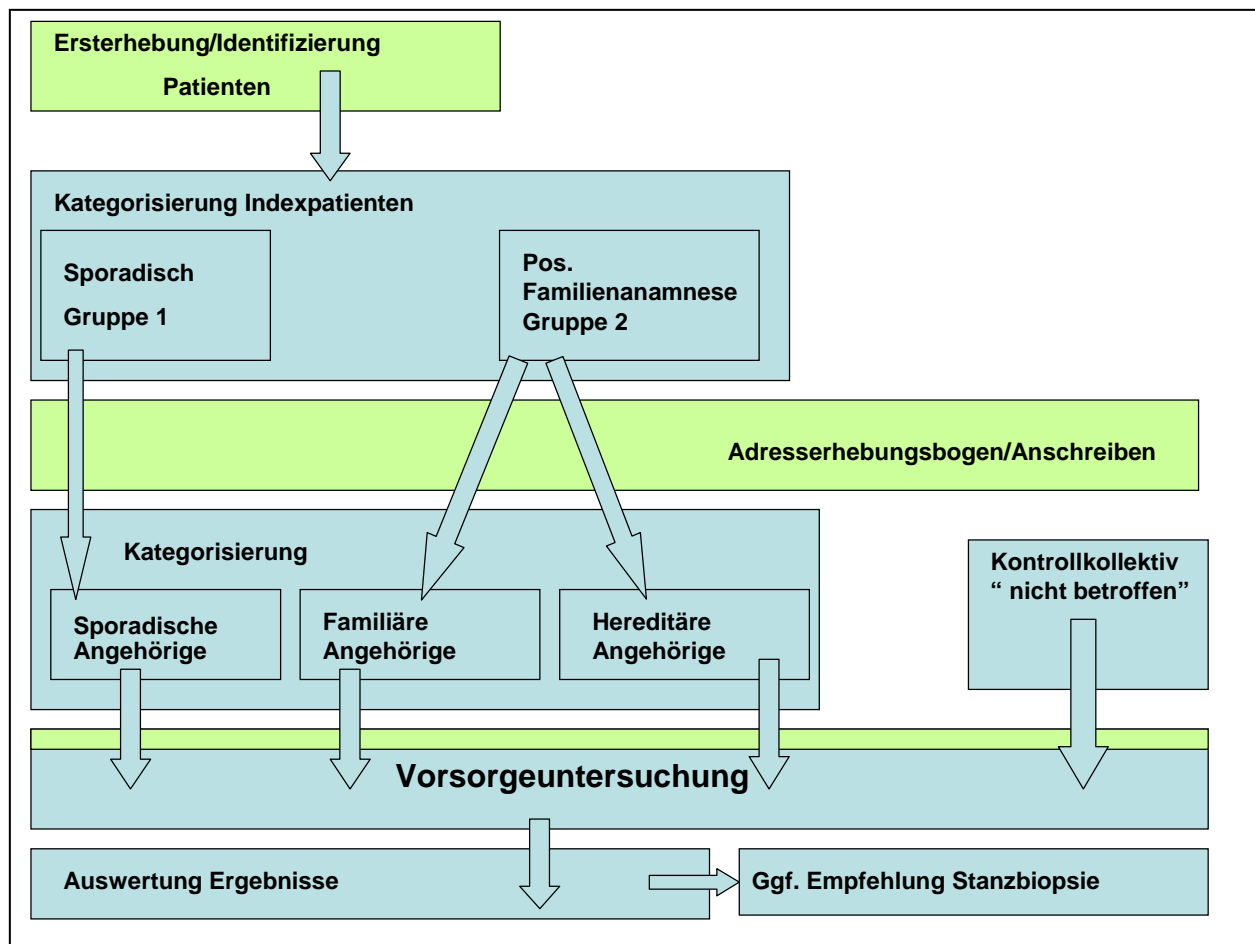 Ersterhebung/Identifizierung
Patienten
Kategorisierung Indexpatienten
Sporadisch
Gruppe 1
Pos.
Familienanamnese
Gruppe 2
Adresserhebungsbogen/Anschreiben
Kategorisierung
Sporadische
Angehörige
Familiäre
Angehörige
Hereditäre
Angehörige
Kontrollkollektiv
“ nicht betroffen”
Vorsorgeuntersuchung
Auswertung Ergebnisse
Ggf. Empfehlung Stanzbiopsie